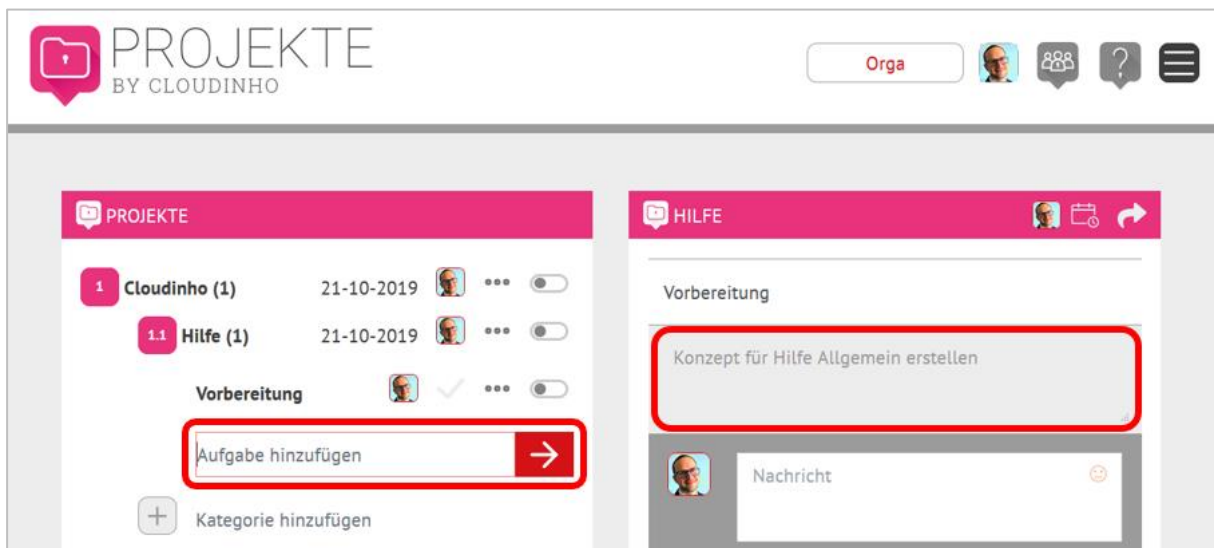 PROJEKTE
BY CLOUDINHO
Orga
?
PROJEKTE
1 Cloudinho (1) 21-10-2019
1.1 Hilfe (1) 21-10-2019
Vorbereitung
Aufgabe hinzufügen
+ Kategorie hinzufügen
HILFE
Vorbereitung
Konzept für Hilfe Allgemein erstellen
Nachricht